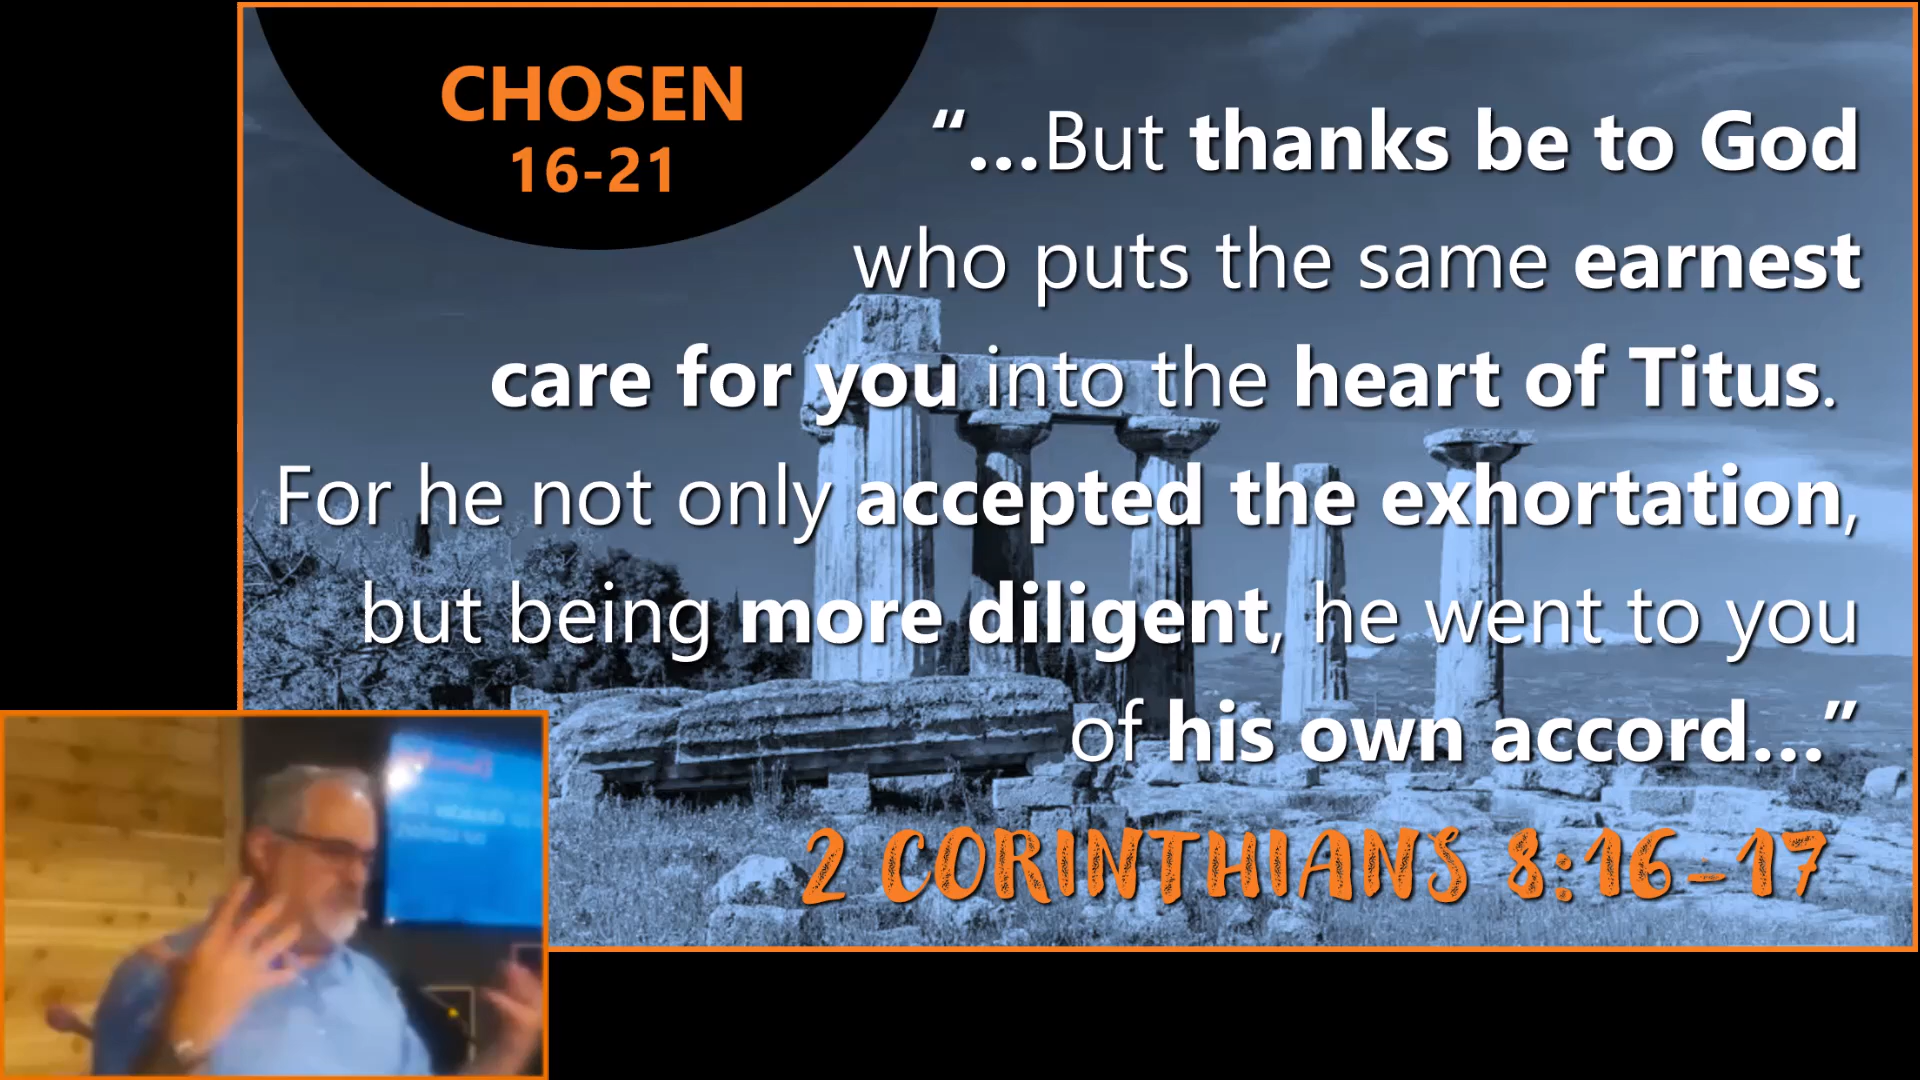 CHOSEN
16-21
“…But thanks be to God
who puts the same earnest
care for you into the heart of Titus.
For he not only accepted the exhortation,
but being more diligent, he went to you
of his own accord…”
2 CORINTHIANS 8:16-17